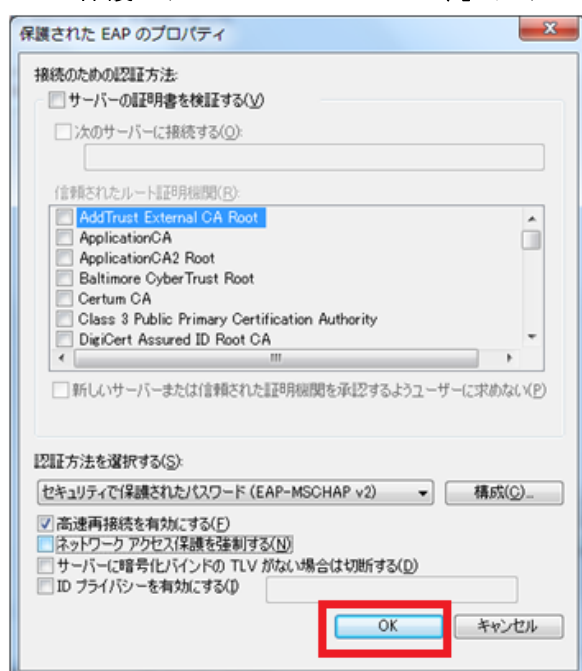 保護された EAP のプロパティ
接続のための認証方法:
サーバーの証明書を検証する(V)
次のサーバーに接続する(O):
信頼されたルート証明機関(R):
AddTrust External CA Root
ApplicationCA
ApplicationCA2 Root
Baltimore CyberTrust Root
Certum CA
Class 3 Public Primary Certification Authority
DigiCert Assured ID Root CA
新しいサーバーまたは信頼された証明機関を承認するようユーザーに求めない(P)
認証方法を選択する(S):
セキュリティで保護されたパスワード (EAP-MSCHAP v2) 構成(C)...
高速再接続を有効にする(F)
ネットワーク アクセス保護を強制する(N)
サーバーに暗号化バインドの TLV がない場合は切断する(D)
ID プライバシーを有効にする(I)
OK キャンセル